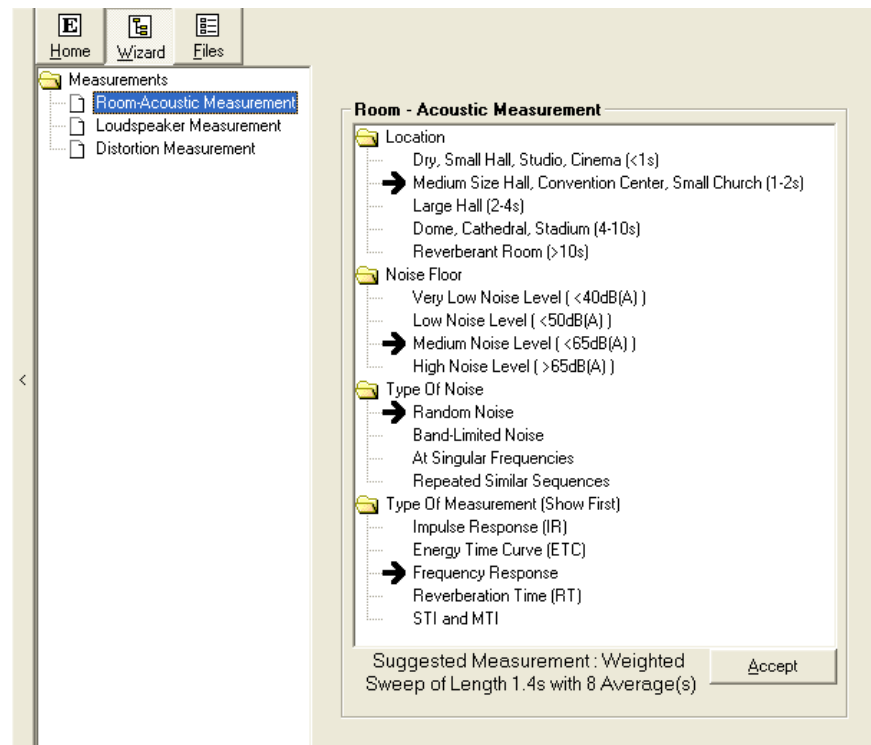 E
Home Wizard Files
Measurements
Room-Acoustic Measurement
Loudspeaker Measurement
Distortion Measurement
<
Room - Acoustic Measurement
Location
Dry, Small Hall, Studio, Cinema (<1s)
Medium Size Hall, Convention Center, Small Church (1-2s)
Large Hall (2-4s)
Dome, Cathedral, Stadium (4-10s)
Reverberant Room (>10s)
Noise Floor
Very Low Noise Level ( <40dB(A) )
Low Noise Level ( <50dB(A) )
Medium Noise Level ( <65dB(A) )
High Noise Level ( >65dB(A) )
Type Of Noise
Random Noise
Band-Limited Noise
At Singular Frequencies
Repeated Similar Sequences
Type Of Measurement (Show First)
Impulse Response (IR)
Energy Time Curve (ETC)
Frequency Response
Reverberation Time (RT)
STI and MTI
Suggested Measurement : Weighted
Sweep of Length 1.4s with 8 Average(s)
Accept